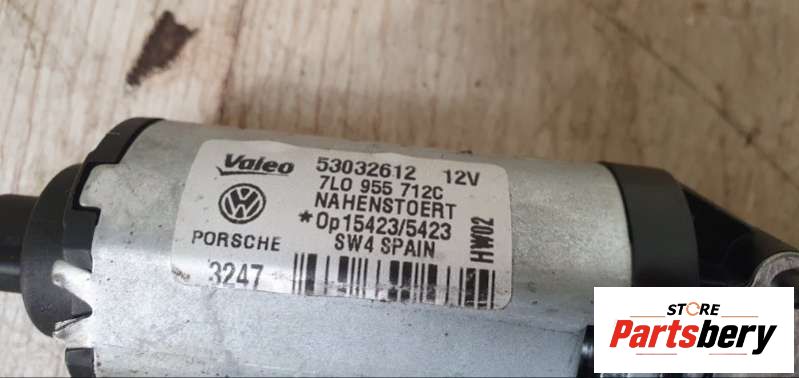 Valeo 53032612 12V
7L0 955 712C
NAHENSTOERT
*Op15423/5423
PORSCHE SW4 SPAIN HW02
3247
STORE
Partsbery